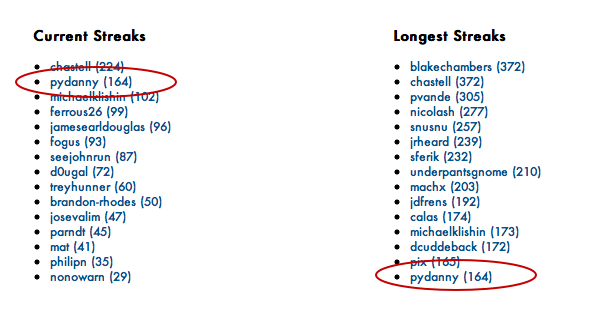 Current Streaks
chastell (224)
pydanny (164)
michaelklishin (102)
ferrous26 (99)
jamesearldouglas (96)
fogus (93)
seejohnrun (87)
d0ugal (72)
treyhunner (60)
brandon-rhodes (50)
josevalim (47)
parndt (45)
mat (41)
philipn (35)
nonowarn (29)
Longest Streaks
blakechambers (372)
chastell (372)
pvande (305)
nicolash (277)
snusnu (257)
jrheard (239)
sferik (232)
underpantsgnome (210)
machx (203)
jdfrens (192)
calas (174)
michaelklishin (173)
dcuddeback (172)
pix (165)
pydanny (164)